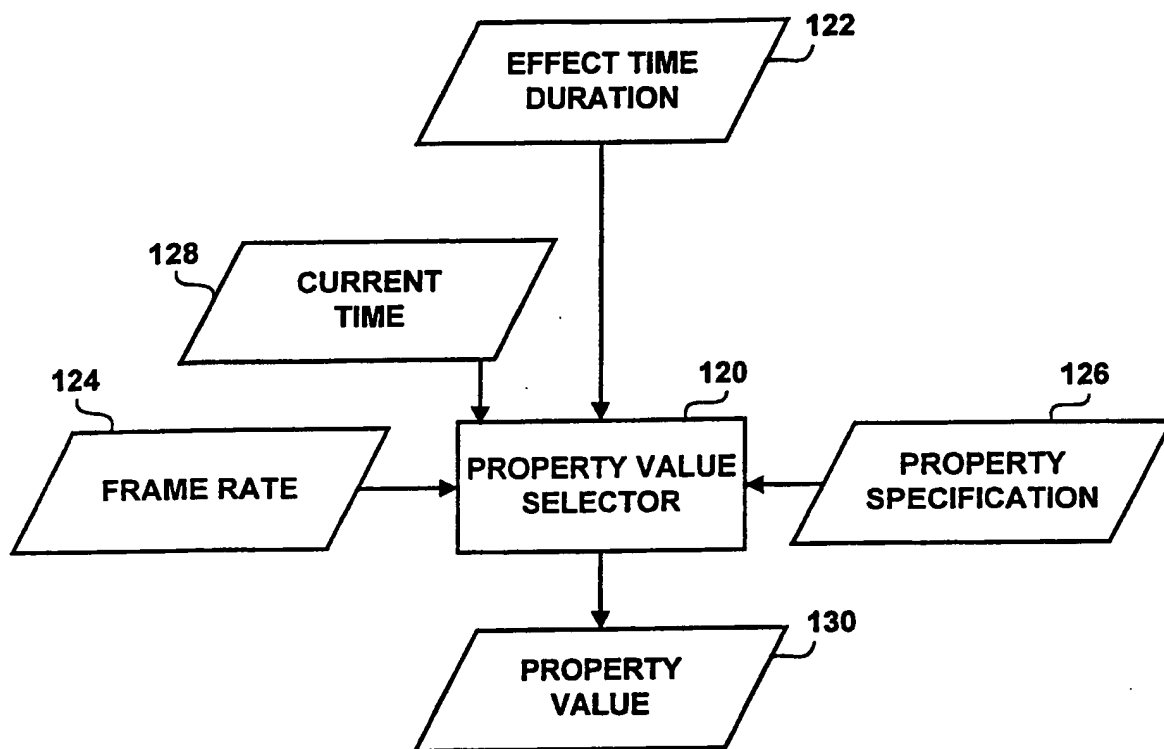 122
EFFECT TIME
DURATION
128
CURRENT
TIME
124
FRAME RATE
120
PROPERTY VALUE
SELECTOR
126
PROPERTY
SPECIFICATION
130
PROPERTY
VALUE